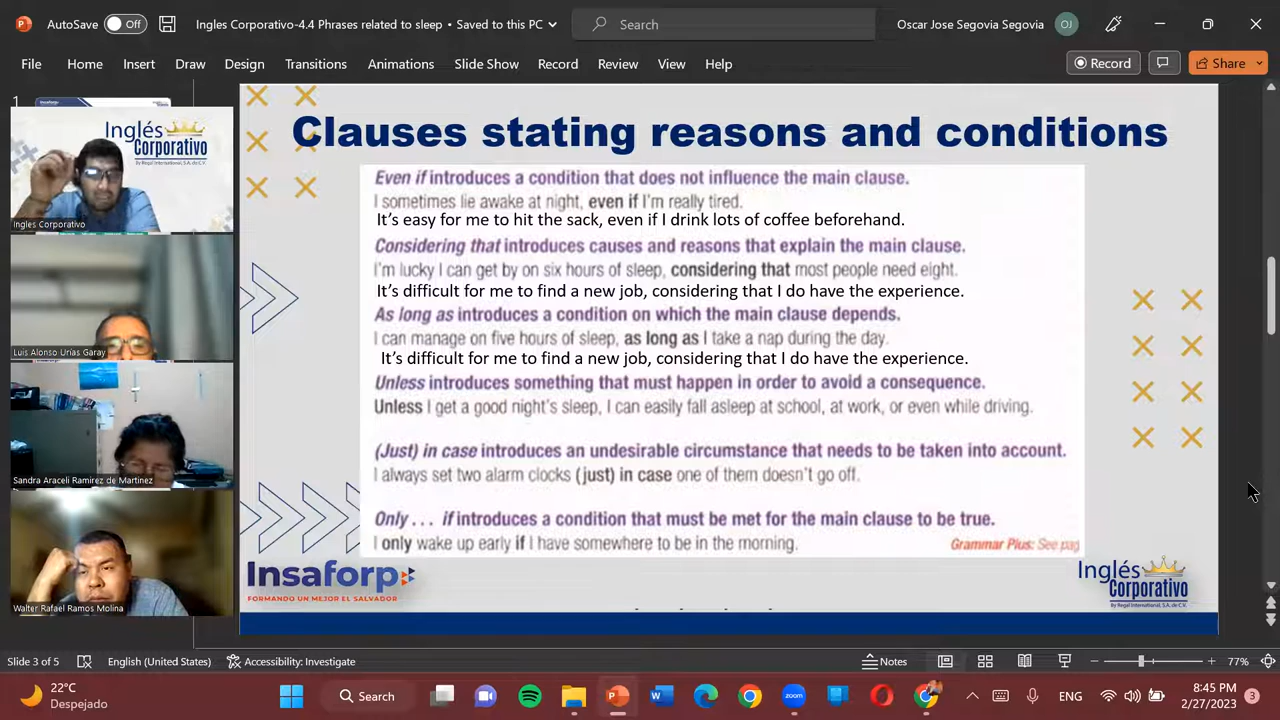 AutoSave Off Ingles Corporativo-4.4 Phrases related to sleep • Saved to this PC Search Oscar Jose Segovia Segovia OJ
File Home Insert Draw Design Transitions Animations Slide Show Record Review View Help Record Share
1
Clauses stating reasons and conditions
Even if introduces a condition that does not influence the main clause.
I sometimes lie awake at night, even if I'm really tired.
It's easy for me to hit the sack, even if I drink lots of coffee beforehand.
Considering that introduces causes and reasons that explain the main clause.
I'm lucky I can get by on six hours of sleep, considering that most people need eight.
It's difficult for me to find a new job, considering that I do have the experience.
As long as introduces a condition on which the main clause depends.
I can manage on five hours of sleep, as long as I take a nap during the day.
It's difficult for me to find a new job, considering that I do have the experience.
Unless introduces something that must happen in order to avoid a consequence.
Unless I get a good night's sleep, I can easily fall asleep at school, at work, or even while driving.
(Just) in case introduces an undesirable circumstance that needs to be taken into account.
I always set two alarm clocks (just) in case one of them doesn't go off.
Only . . . if introduces a condition that must be met for the main clause to be true.
I only wake up early if I have somewhere to be in the morning.
Grammar Plus: See pag
Insaforp
FORMANDO UN MEJOR EL SALVADOR
Inglés
Corporativo
By Regal International, S.A. de C.V.
Inglés
Corporativo
By Regal International, S.A. de C.V.
Ingles Corporativo
Luis Alonso Urias Garay
Sandra Araceli Ramirez de Martinez
Walter Rafael Ramos Molina
Slide 3 of 5 English (United States) Accessibility: Investigate Notes 77%
22°C
Despejado
Search
zoom
ENG
8:45 PM
2/27/2023
3